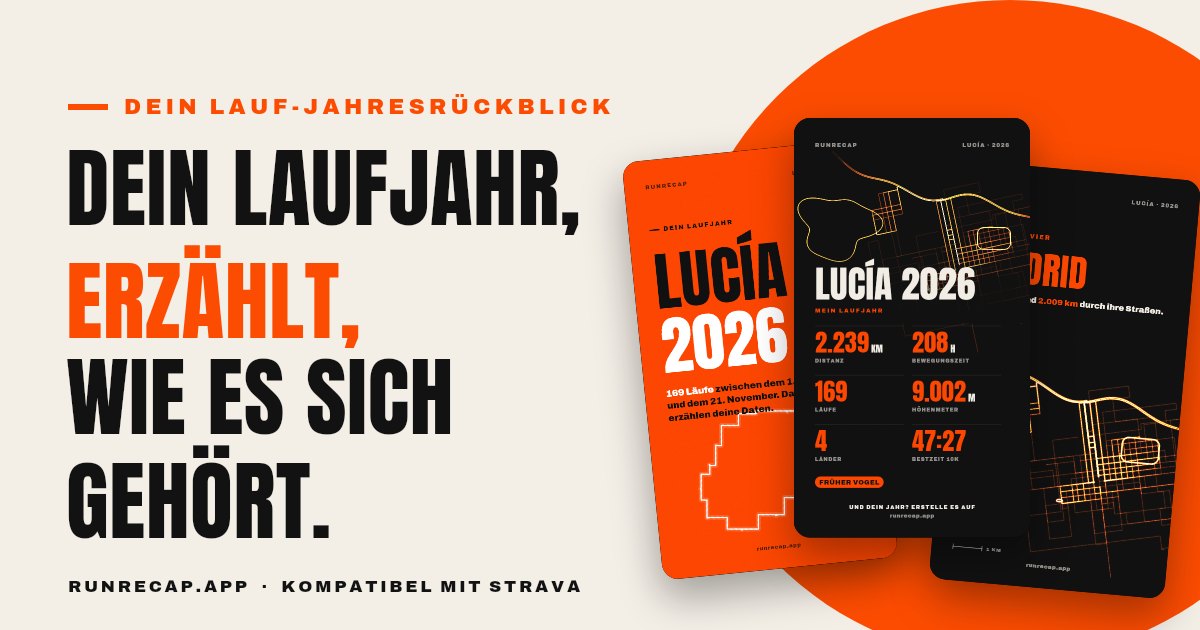 DEIN LAUF-JAHRESRÜCKBLICK
DEIN LAUFJAHR,
ERZÄHLT,
WIE ES SICH
GEHÖRT.
RUNRECAP.APP · KOMPATIBEL MIT STRAVA
RUNRECAP
DEIN LAUFJAHR
LUCÍA
2026
169 Läufe zwischen dem 1.
und dem 21. November. Da
erzählen deine Daten.
runrecap.app
RUNRECAP
LUCÍA · 2026
LUCÍA 2026
MEIN LAUFJAHR
2.239 KM
DISTANZ
208 H
BEWEGUNGSZEIT
169
LÄUFE
9.002 M
HÖHENMETER
4
LÄNDER
47:27
BESTZEIT 10K
FRÜHER VOGEL
UND DEIN JAHR? ERSTELLE ES AUF
runrecap.app
LUCÍA · 2026
VIER
DRID
d 2.009 km durch ihre Straßen.
1 KM
runrecap.app